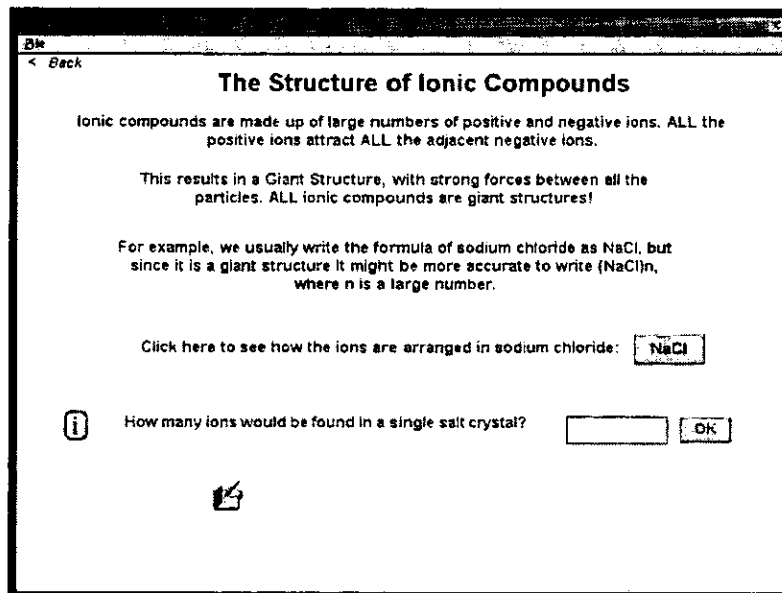 < Back
The Structure of Ionic Compounds
Ionic compounds are made up of large numbers of positive and negative ions. ALL the
positive ions attract ALL the adjacent negative ions.
This results in a Giant Structure, with strong forces between all the
particles. ALL ionic compounds are giant structures!
For example, we usually write the formula of sodium chloride as NaCl, but
since it is a giant structure it might be more accurate to write (NaCl)n,
where n is a large number.
Click here to see how the ions are arranged in sodium chloride: NaCl
i How many ions would be found in a single salt crystal? OK